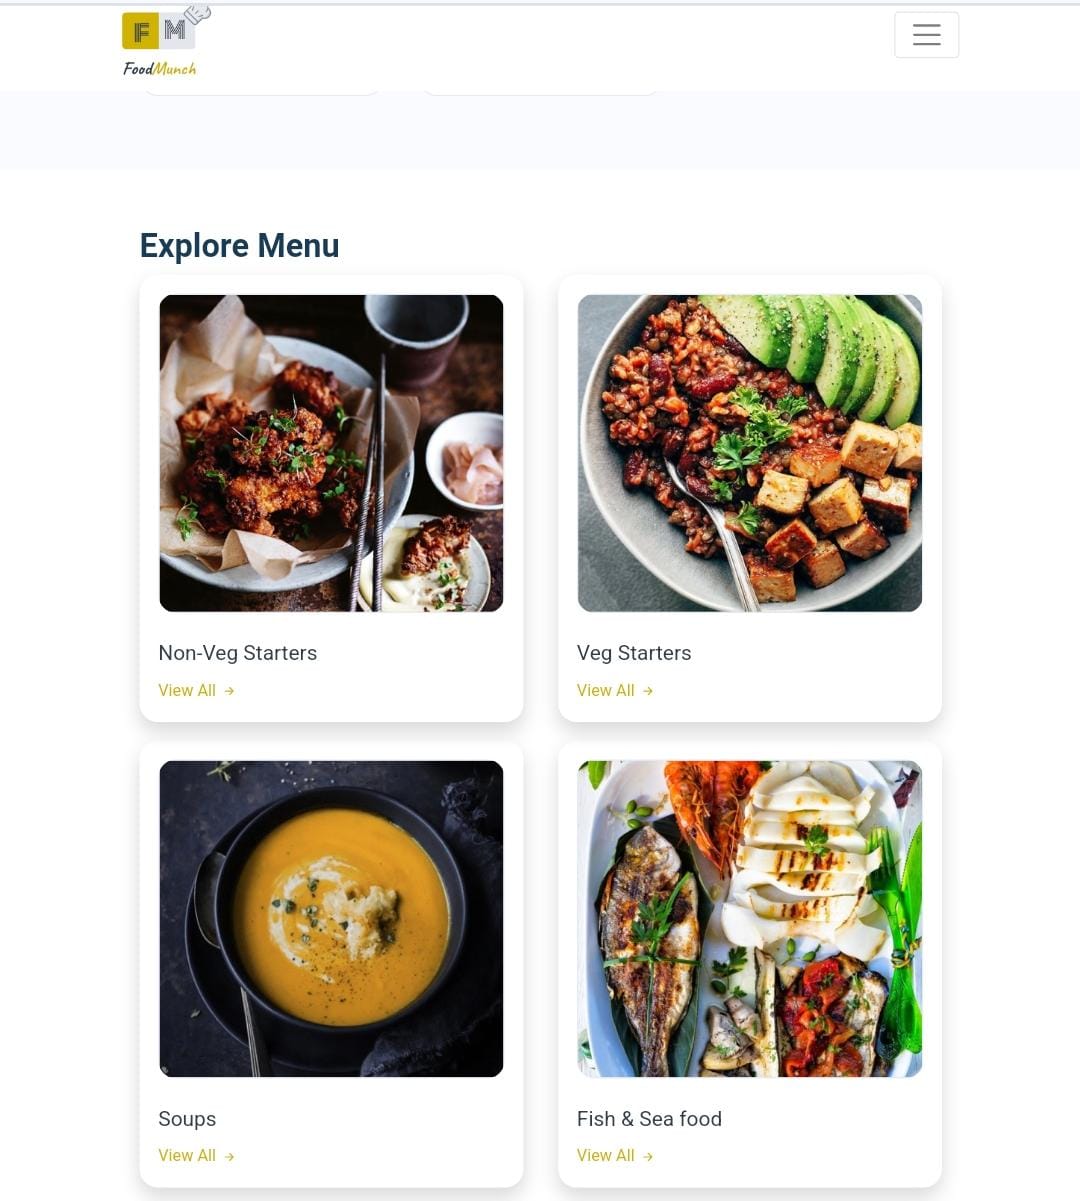 F M
FoodMunch
Explore Menu
Non-Veg Starters
View All →
Veg Starters
View All →
Soups
View All →
Fish & Sea food
View All →